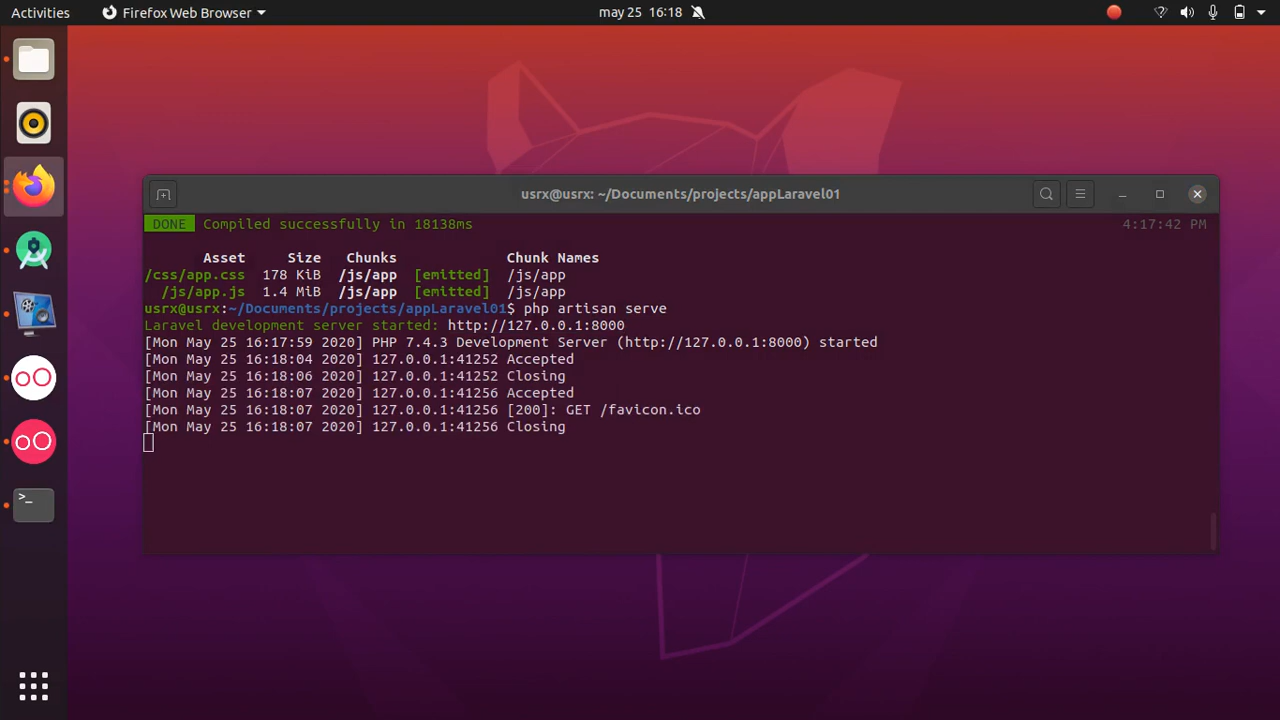 Activities Firefox Web Browser may 25 16:18
usrx@usrx: ~/Documents/projects/appLaravel01
DONE Compiled successfully in 18138ms 4:17:42 PM
Asset Size Chunks Chunk Names
/css/app.css 178 KiB /js/app [emitted] /js/app
/js/app.js 1.4 MiB /js/app [emitted] /js/app
usrx@usrx:~/Documents/projects/appLaravel01$ php artisan serve
Laravel development server started: http://127.0.0.1:8000
[Mon May 25 16:17:59 2020] PHP 7.4.3 Development Server (http://127.0.0.1:8000) started
[Mon May 25 16:18:04 2020] 127.0.0.1:41252 Accepted
[Mon May 25 16:18:06 2020] 127.0.0.1:41252 Closing
[Mon May 25 16:18:07 2020] 127.0.0.1:41256 Accepted
[Mon May 25 16:18:07 2020] 127.0.0.1:41256 [200]: GET /favicon.ico
[Mon May 25 16:18:07 2020] 127.0.0.1:41256 Closing